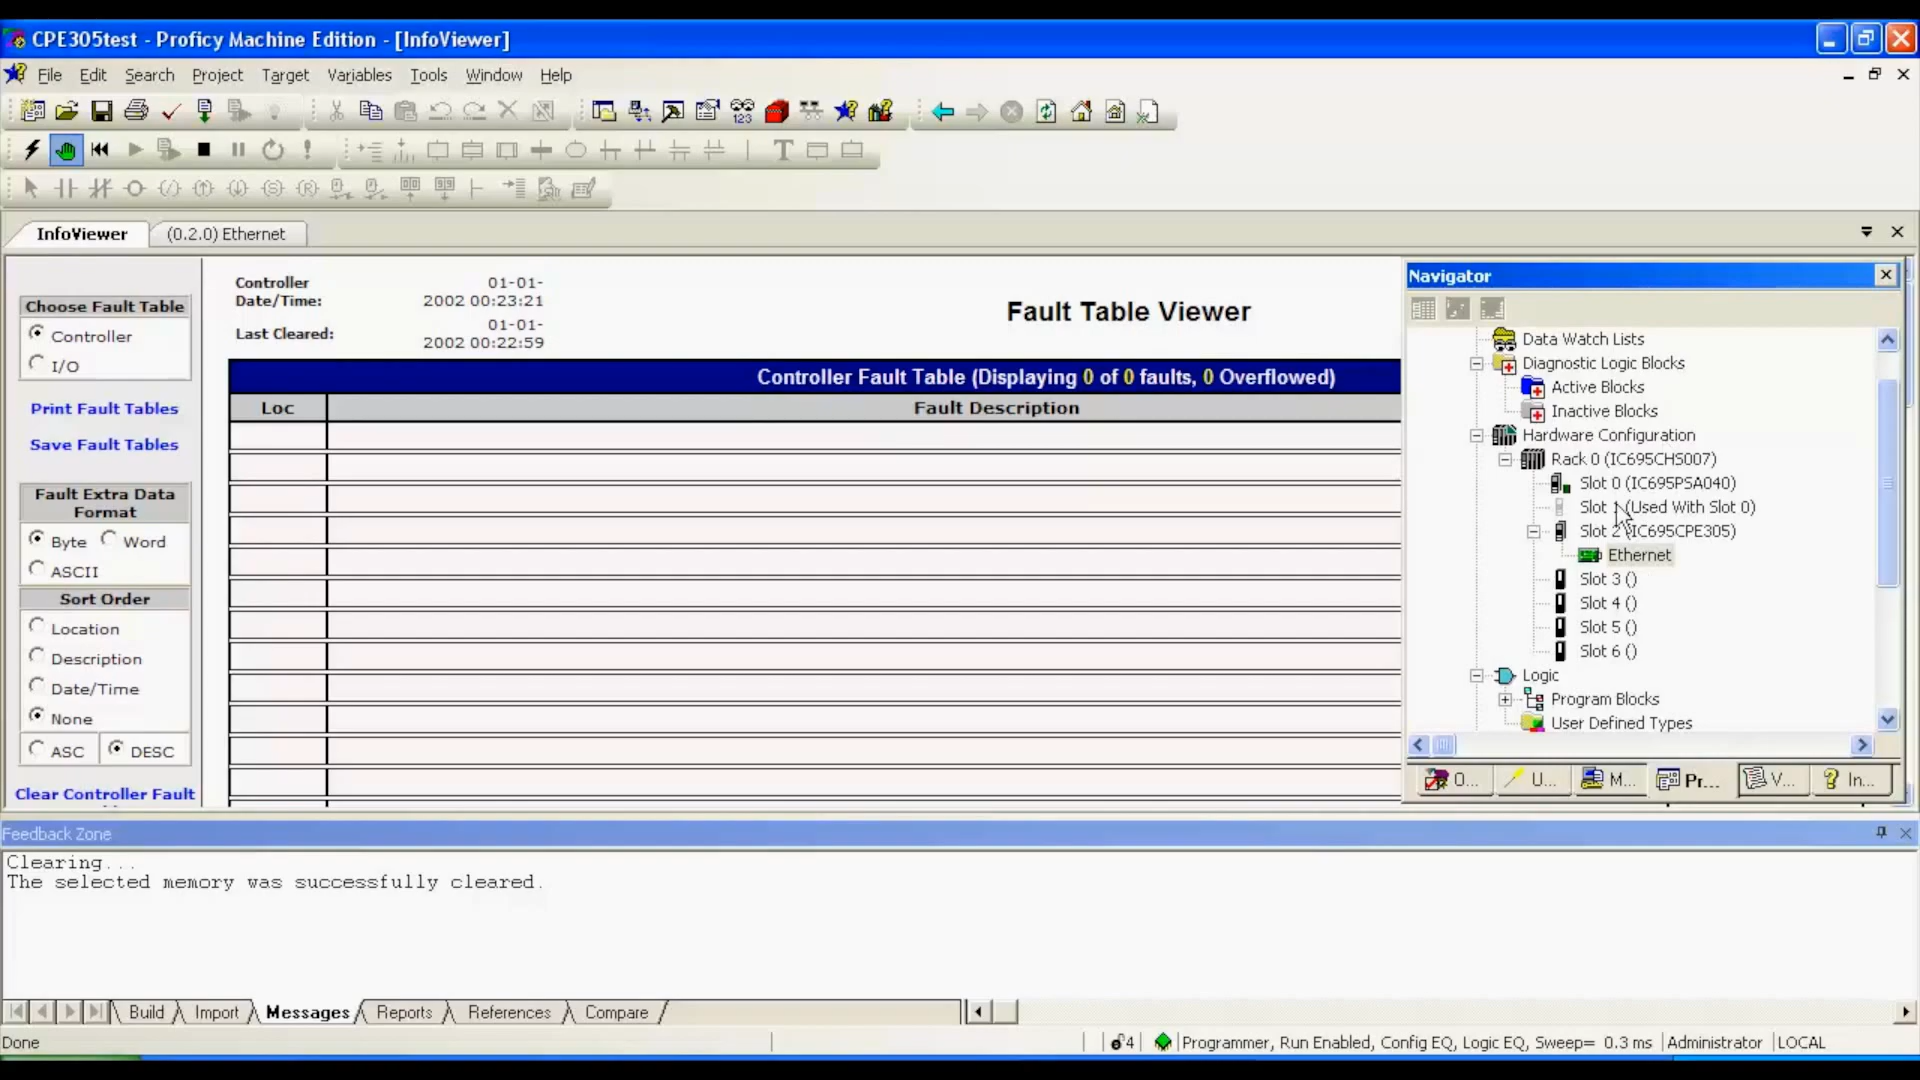 CPE305test - Proficy Machine Edition - [InfoViewer]
File Edit Search Project Target Variables Tools Window Help
InfoViewer (0.2.0) Ethernet
Choose Fault Table
Controller
I/O
Print Fault Tables
Save Fault Tables
Fault Extra Data
Format
Byte Word
ASCII
Sort Order
Location
Description
Date/Time
None
ASC DESC
Clear Controller Fault
Controller 01-01-
Date/Time: 2002 00:23:21
01-01-
Last Cleared: 2002 00:22:59
Fault Table Viewer
Controller Fault Table (Displaying 0 of 0 faults, 0 Overflowed)
Loc Fault Description
Navigator
Data Watch Lists
Diagnostic Logic Blocks
Active Blocks
Inactive Blocks
Hardware Configuration
Rack 0 (IC695CHS007)
Slot 0 (IC695PSA040)
Slot 1 (Used With Slot 0)
Slot 2 (IC695CPE305)
Ethernet
Slot 3 ()
Slot 4 ()
Slot 5 ()
Slot 6 ()
Logic
Program Blocks
User Defined Types
O... U... M... Pr... V... In...
Feedback Zone
Clearing...
The selected memory was successfully cleared.
Build Import Messages Reports References Compare
Done 4 Programmer, Run Enabled, Config EQ, Logic EQ, Sweep= 0.3 ms Administrator LOCAL